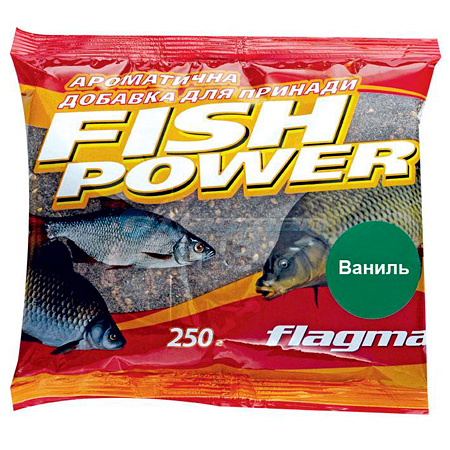 АРОМАТИЧНА
ДОБАВКА ДЛЯ ПРИНАДИ
FISH
POWER
Ваниль
250 г
flagma